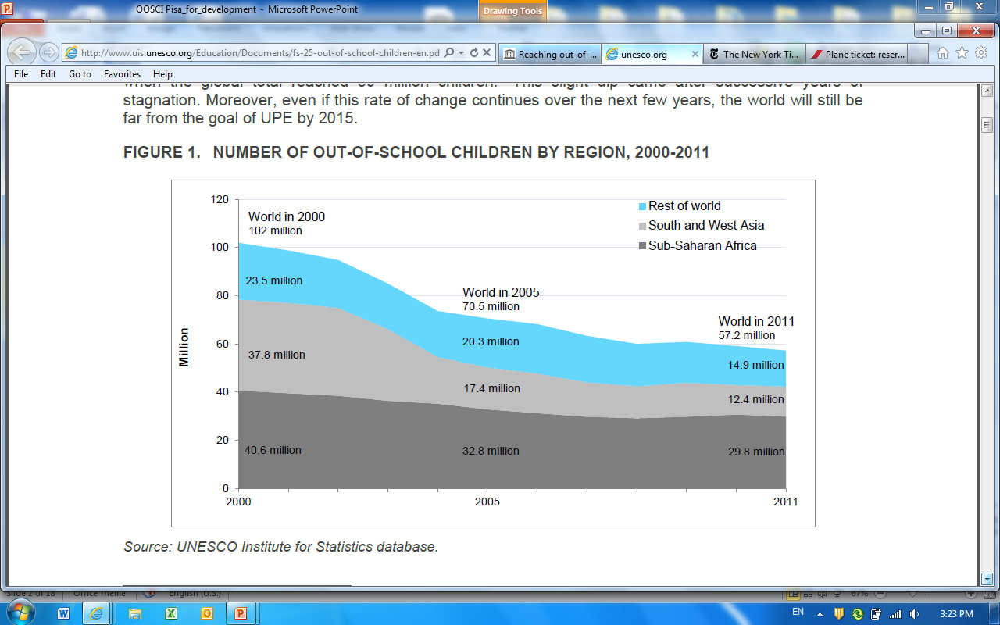 OOSCI Pisa_for_development - Microsoft PowerPoint
Drawing Tools
http://www.uis.unesco.org/Education/Documents/fs-25-out-of-school-children-en.pd
Reaching out-of-...
unesco.org
The New York Ti...
Plane ticket: reser...
File Edit Go to Favorites Help
when the global total reached 60 million children. This slight dip came after successive years of
stagnation. Moreover, even if this rate of change continues over the next few years, the world will still be
far from the goal of UPE by 2015.
FIGURE 1. NUMBER OF OUT-OF-SCHOOL CHILDREN BY REGION, 2000-2011
120
100
80
60
40
20
0
Million
World in 2000
102 million
23.5 million
37.8 million
40.6 million
World in 2005
70.5 million
20.3 million
17.4 million
32.8 million
Rest of world
South and West Asia
Sub-Saharan Africa
World in 2011
57.2 million
14.9 million
12.4 million
29.8 million
2000
2005
2011
Source: UNESCO Institute for Statistics database.
Slide 2 of 18
Office Theme
English (U.S.)
67%
EN
3:23 PM